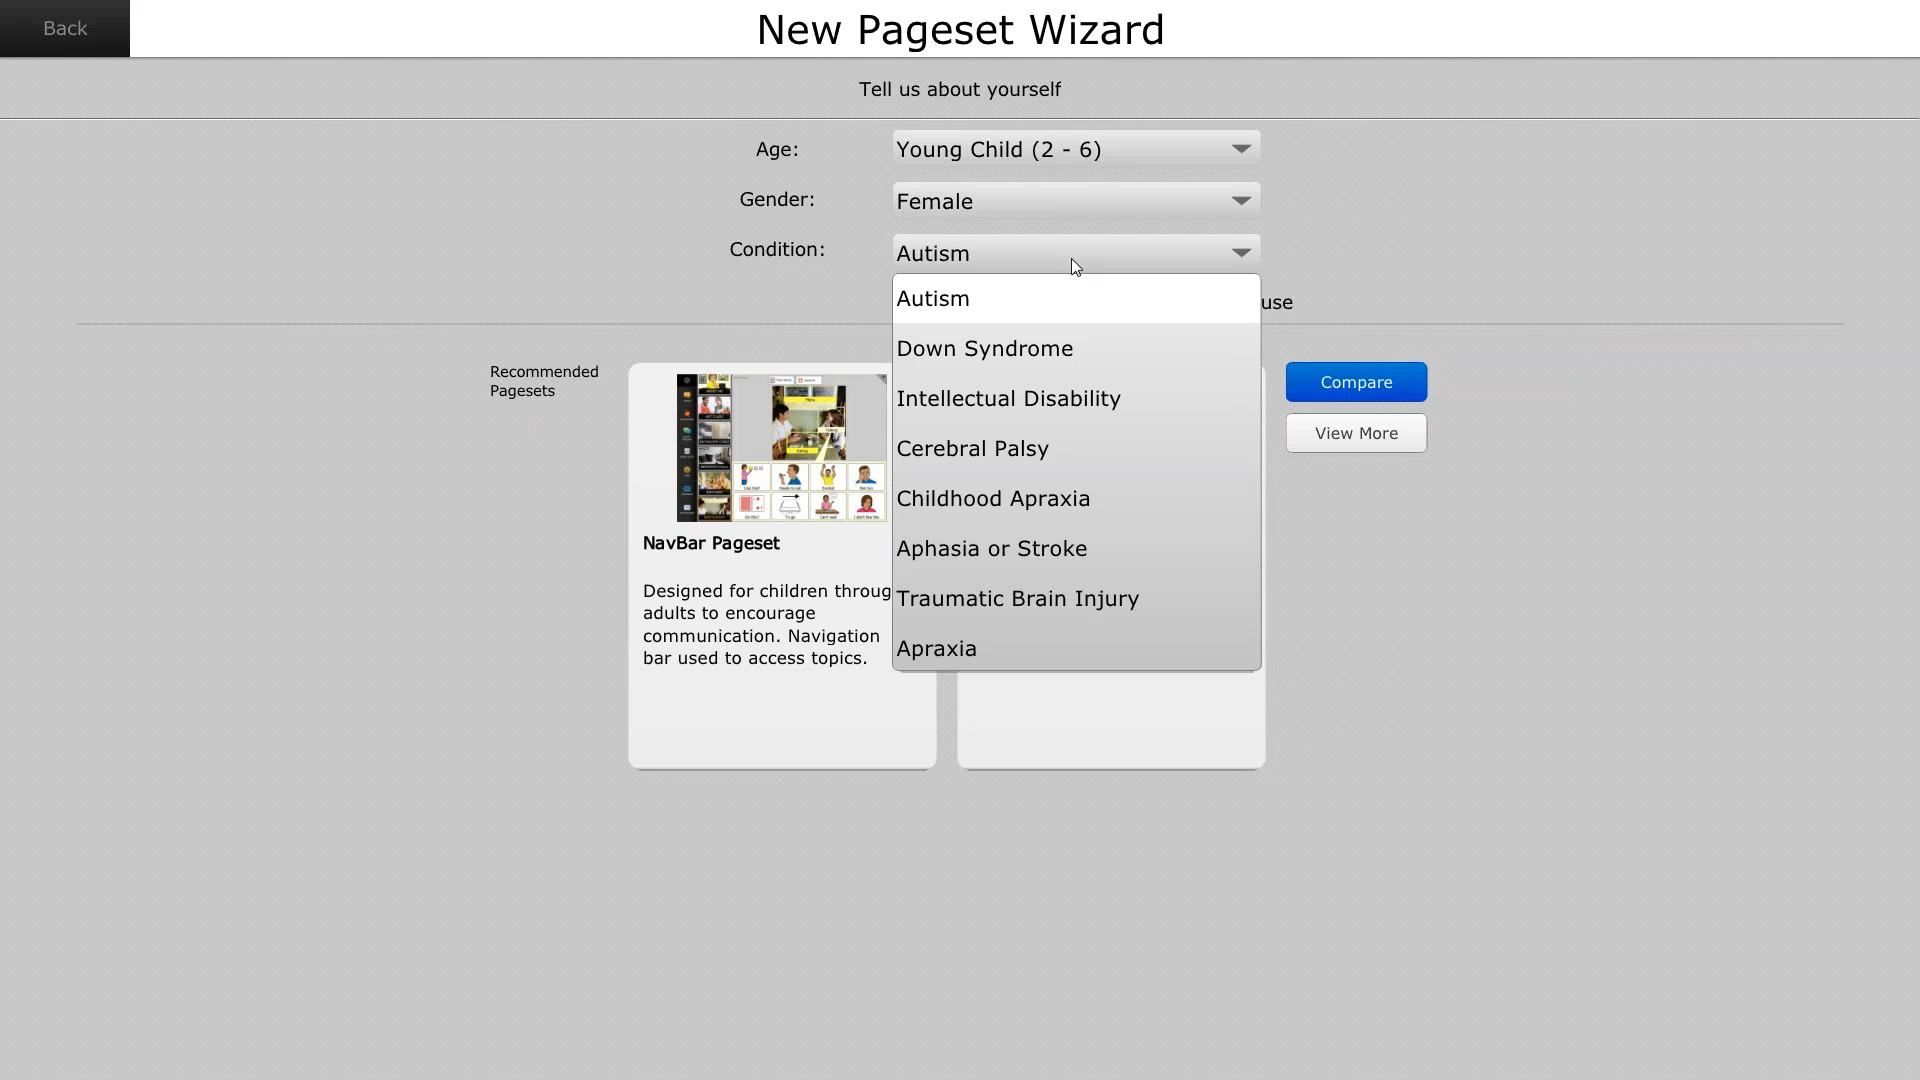 Back
New Pageset Wizard
Tell us about yourself
Age:
Young Child (2 - 6)
Gender:
Female
Condition:
Autism
Autism
use
Down Syndrome
Intellectual Disability
Cerebral Palsy
Childhood Apraxia
Aphasia or Stroke
Traumatic Brain Injury
Apraxia
Recommended
Pagesets
NavBar Pageset
Designed for children throug
adults to encourage
communication. Navigation
bar used to access topics.
Compare
View More